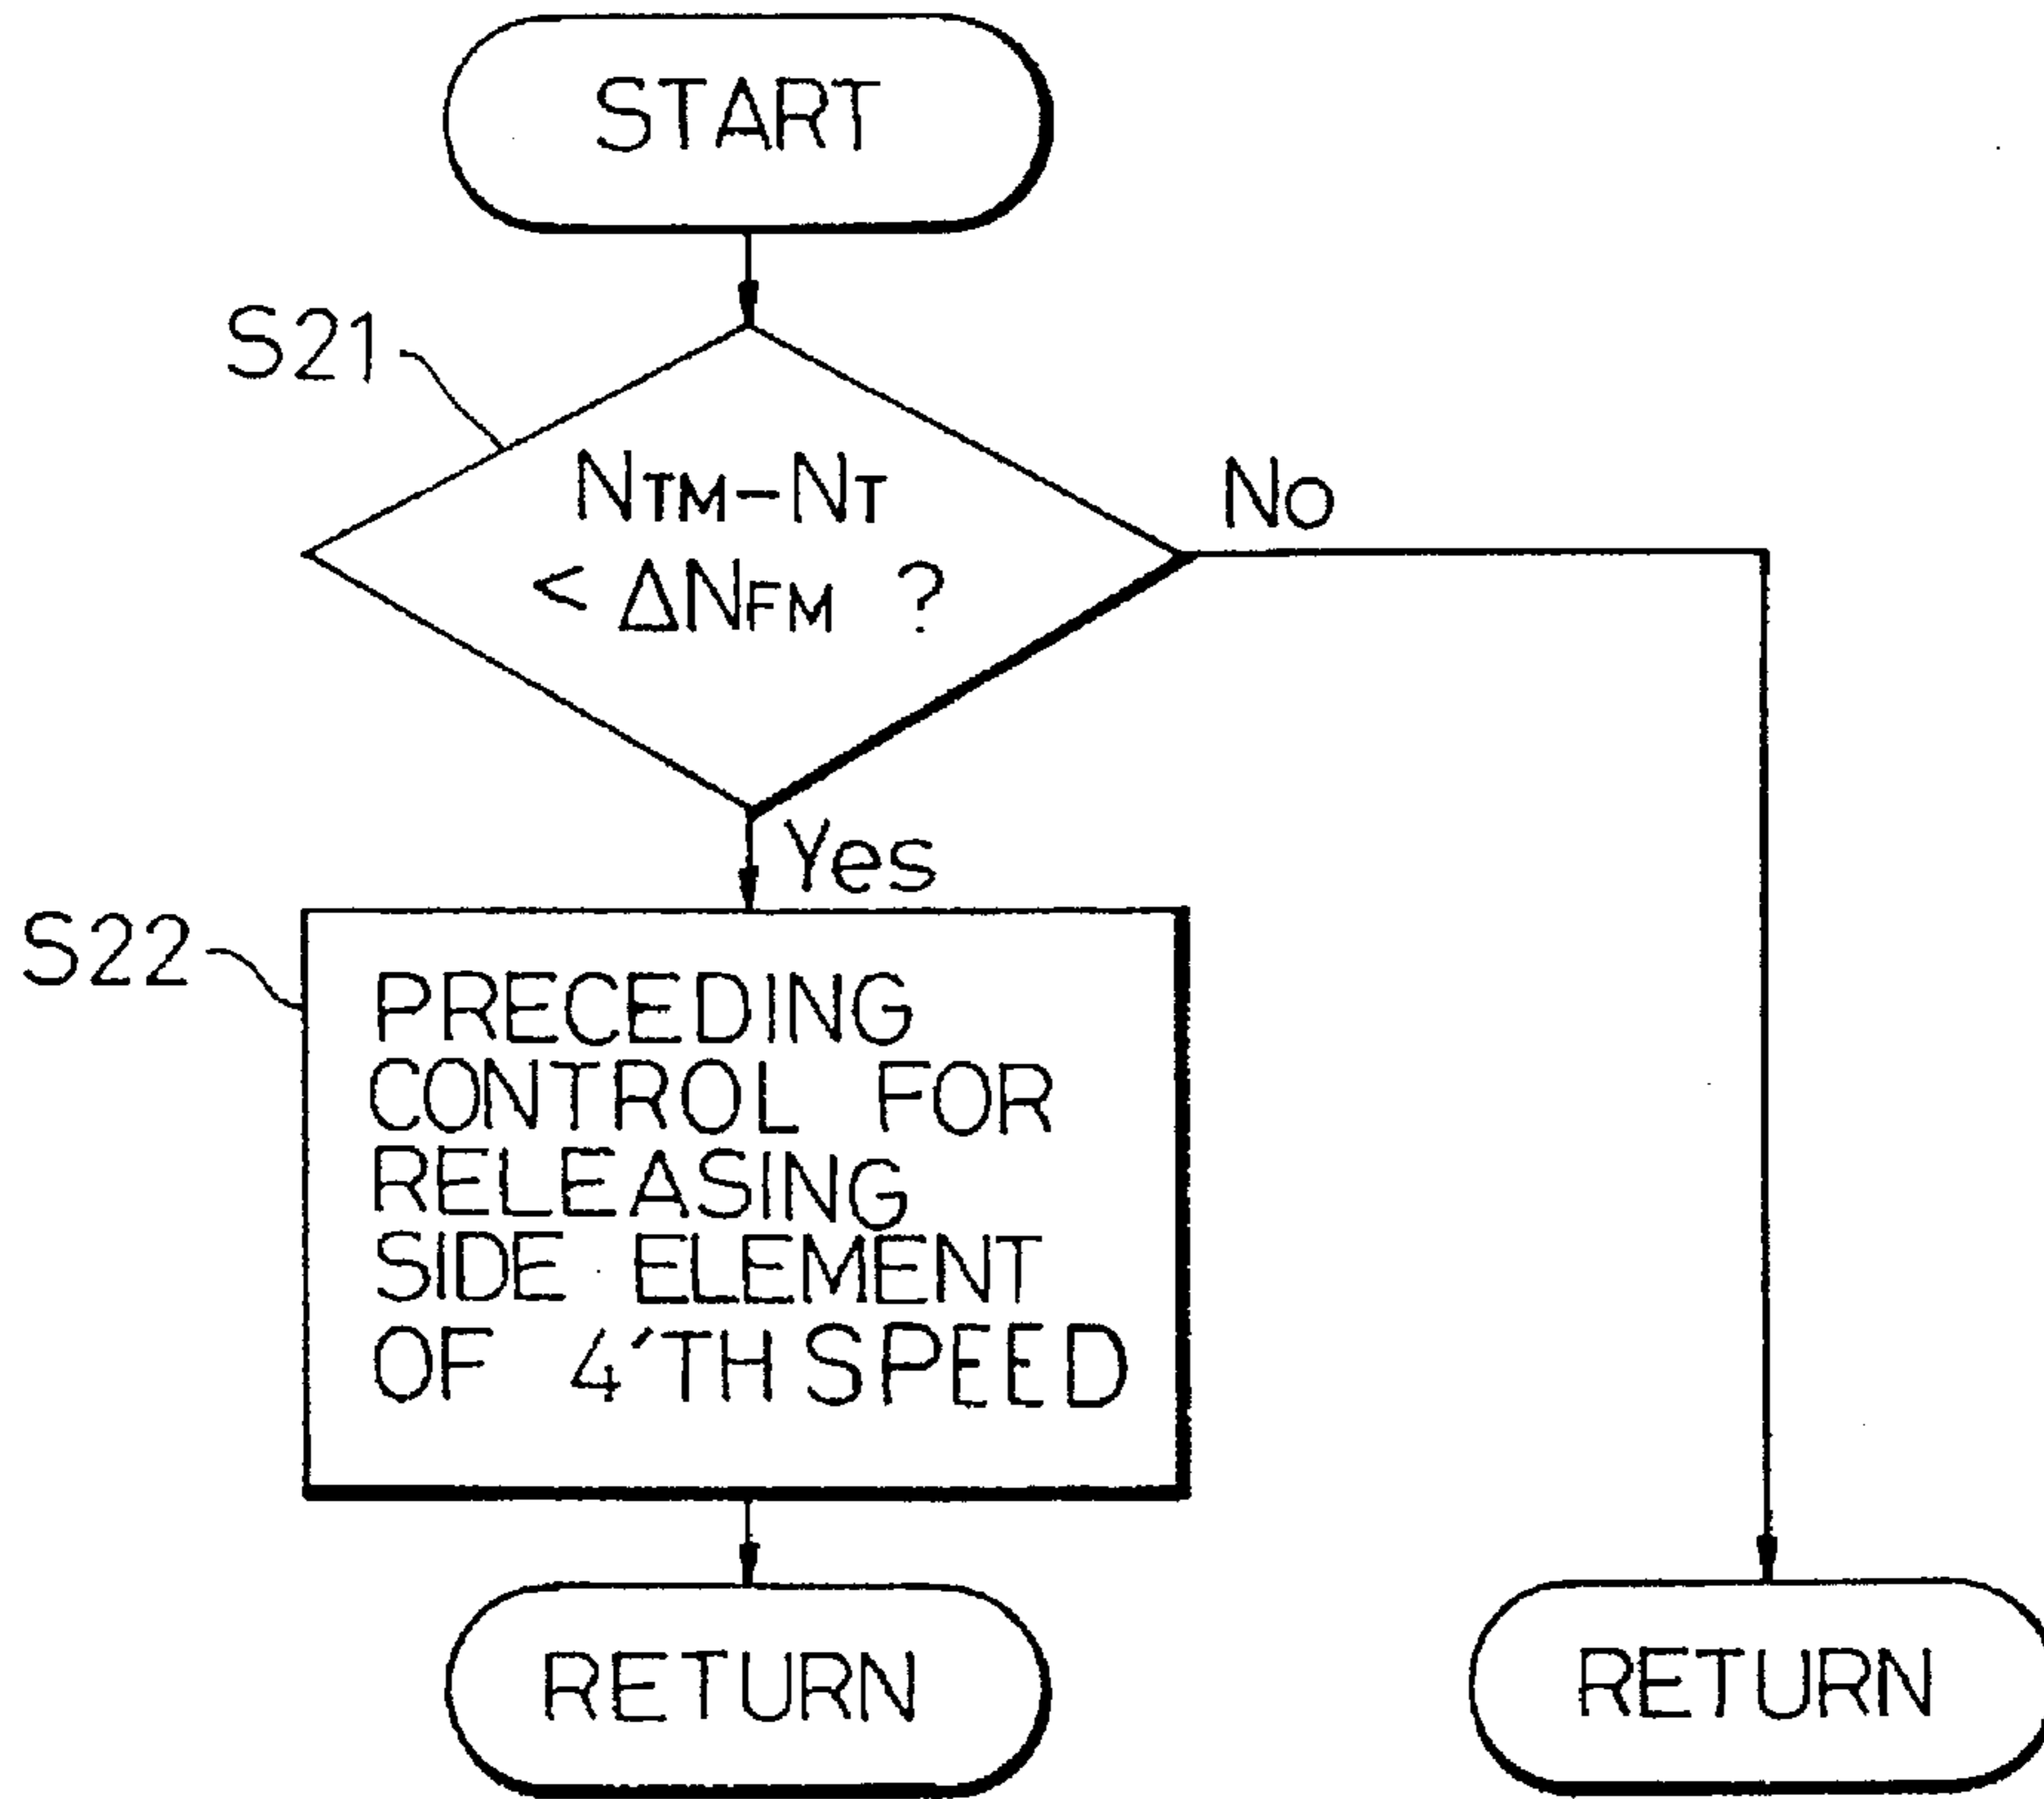 START
S21
NTM-NT
< ΔNFM ?
No
Yes
S22
PRECEDING
CONTROL FOR
RELEASING
SIDE ELEMENT
OF 4'TH SPEED
RETURN
RETURN